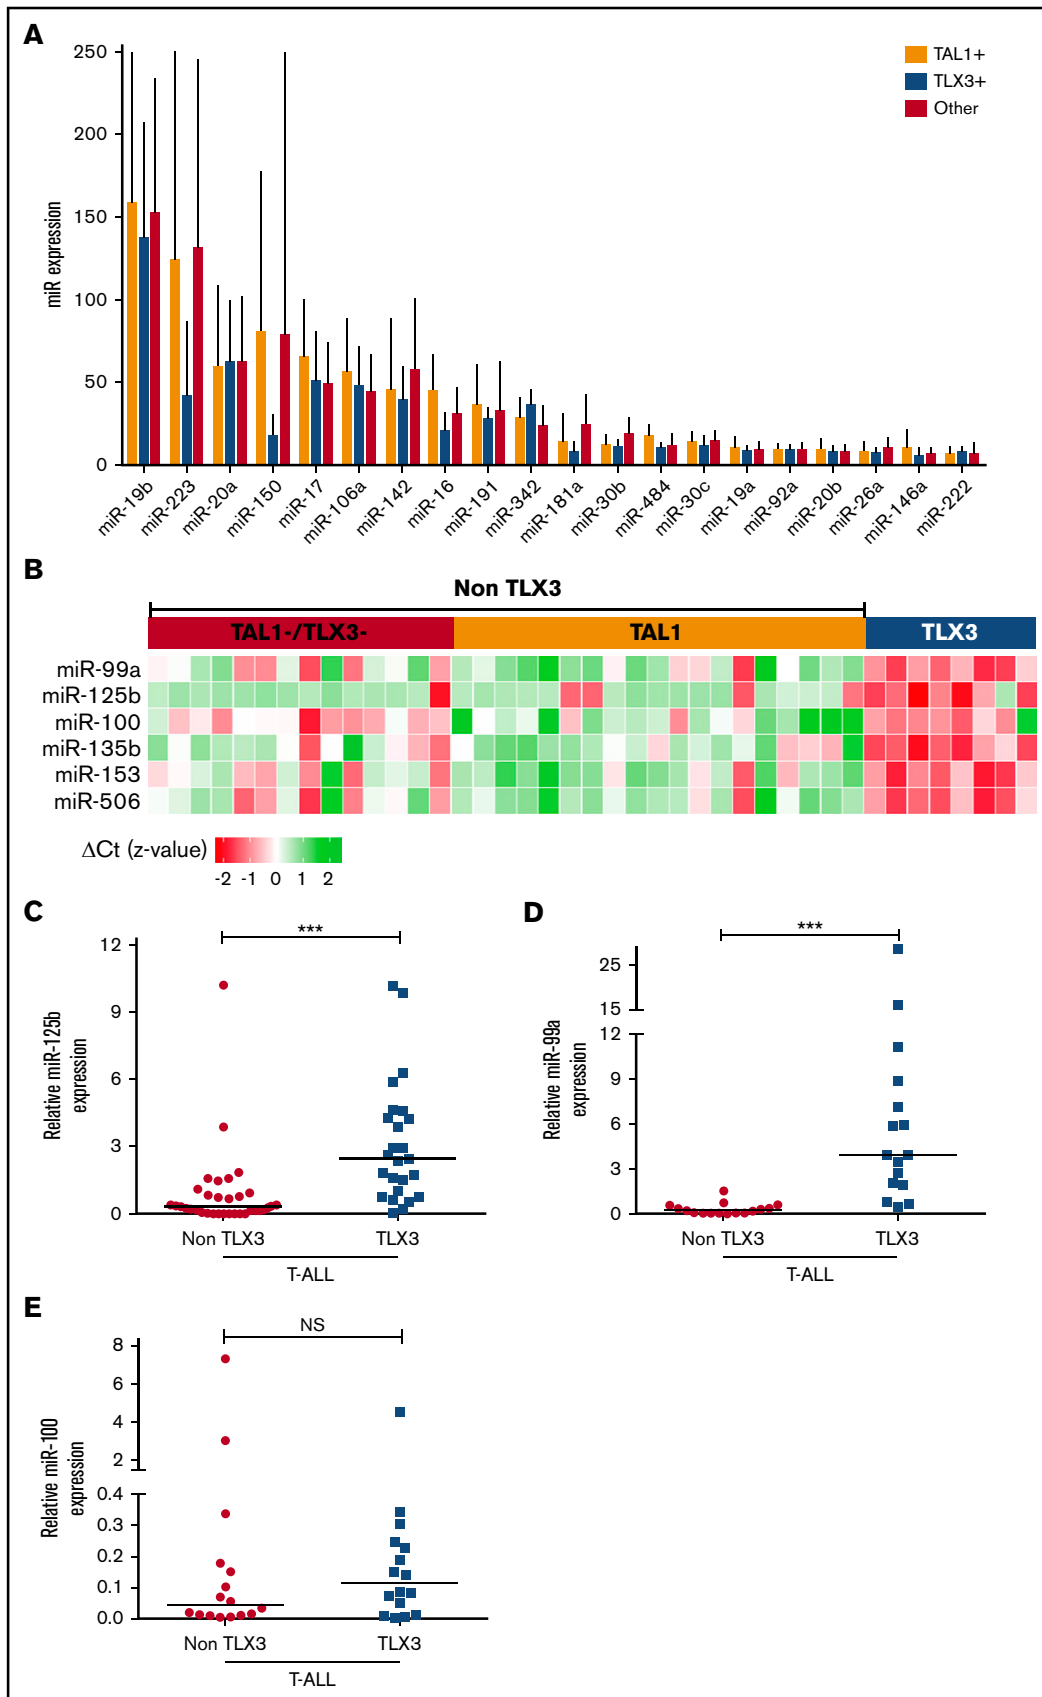 A
250
200
150
100
50
0
miR expression
TAL1+
TLX3+
Other
miR-19b
miR-223
miR-20a
miR-150
miR-17
miR-106a
miR-142
miR-16
miR-191
miR-342
miR-181a
miR-30b
miR-484
miR-30c
miR-19a
miR-92a
miR-20b
miR-26a
miR-146a
miR-222
B
Non TLX3
TAL1-/TLX3- TAL1 TLX3
miR-99a
miR-125b
miR-100
miR-135b
miR-153
miR-506
ΔCt (z-value)
-2 -1 0 1 2
C
***
12
9
6
3
0
Relative miR-125b
expression
Non TLX3 TLX3
T-ALL
D
***
25
15
12
9
6
3
0
Relative miR-99a
expression
Non TLX3 TLX3
T-ALL
E
NS
8
6
4
2
0.4
0.3
0.2
0.1
0.0
Relative miR-100
expression
Non TLX3 TLX3
T-ALL